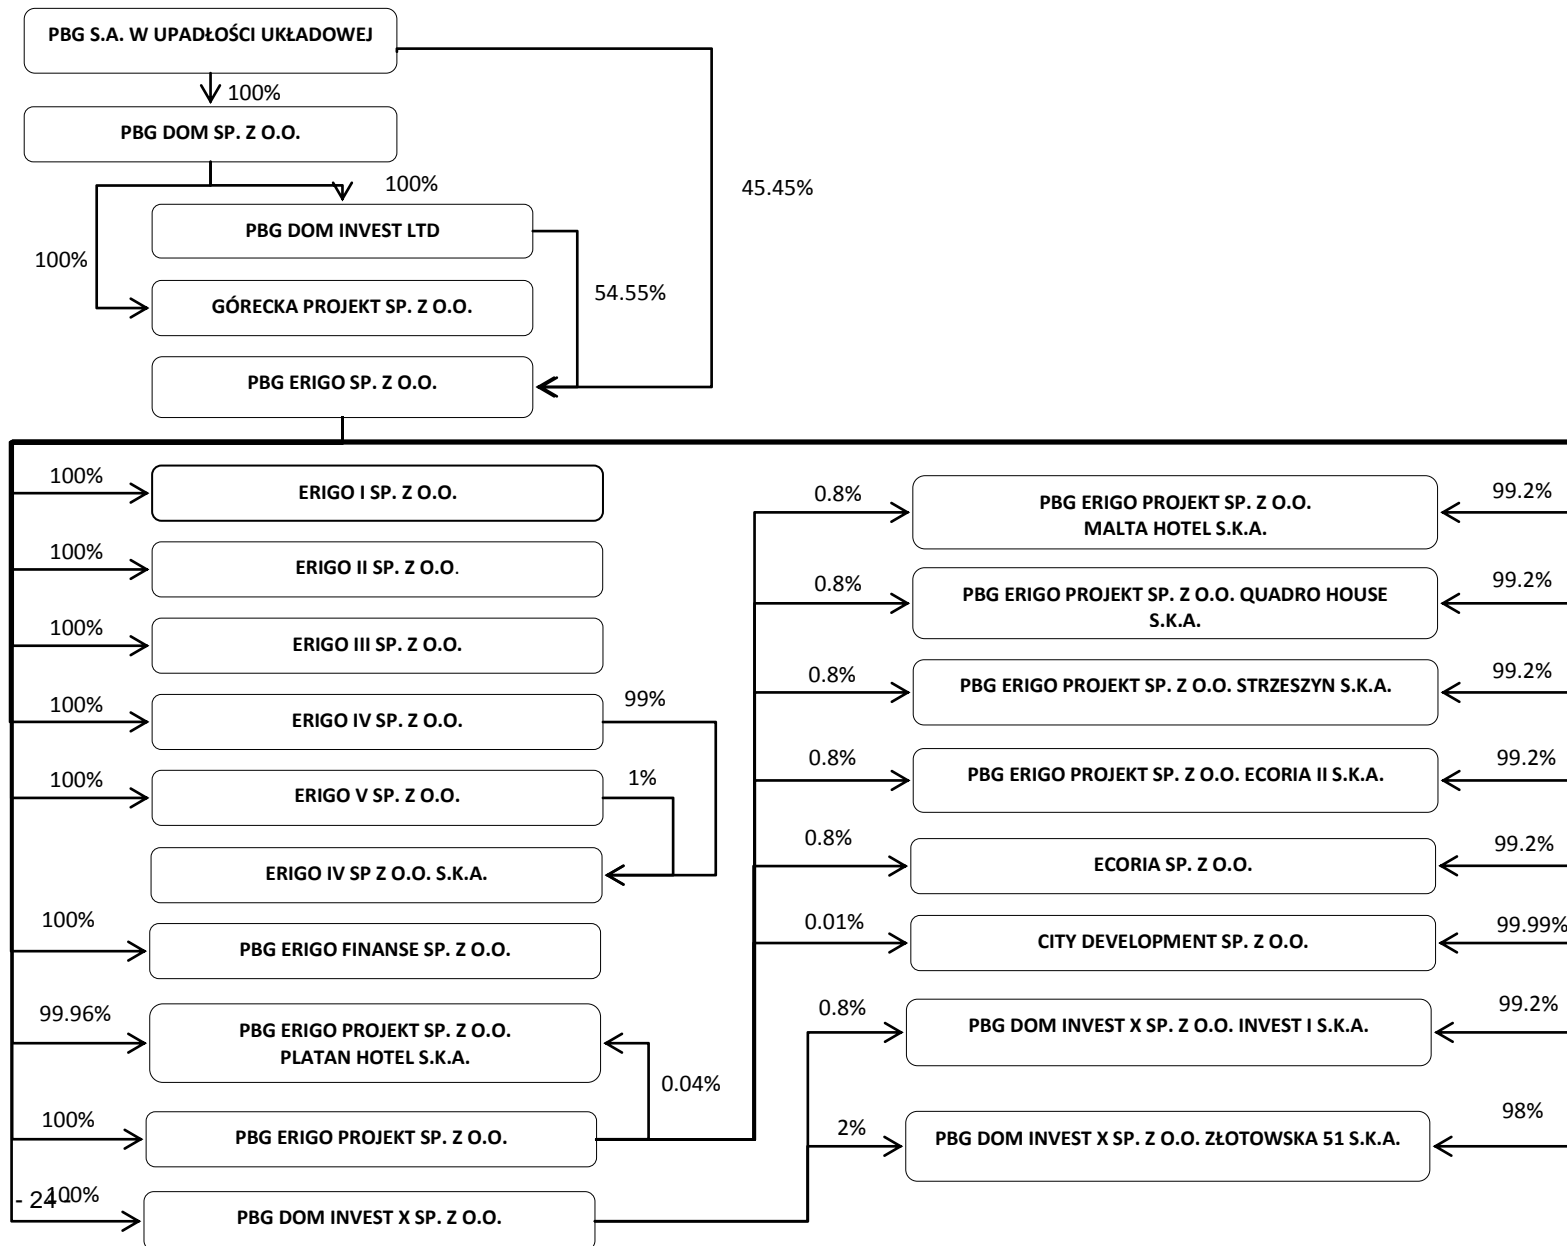 PBG S.A. W UPADŁOŚCI UKŁADOWEJ
100%
PBG DOM SP. Z O.O.
100%
45.45%
PBG DOM INVEST LTD
100%
54.55%
GÓRECKA PROJEKT SP. Z O.O.
PBG ERIGO SP. Z O.O.
100%
ERIGO I SP. Z O.O.
100%
ERIGO II SP. Z O.O.
100%
ERIGO III SP. Z O.O.
100%
ERIGO IV SP. Z O.O.
99%
100%
ERIGO V SP. Z O.O.
1%
ERIGO IV SP Z O.O. S.K.A.
100%
PBG ERIGO FINANSE SP. Z O.O.
99.96%
PBG ERIGO PROJEKT SP. Z O.O.
PLATAN HOTEL S.K.A.
0.04%
100%
PBG ERIGO PROJEKT SP. Z O.O.
100%
PBG DOM INVEST X SP. Z O.O.
0.8%
PBG ERIGO PROJEKT SP. Z O.O.
MALTA HOTEL S.K.A.
99.2%
0.8%
PBG ERIGO PROJEKT SP. Z O.O. QUADRO HOUSE
S.K.A.
99.2%
0.8%
PBG ERIGO PROJEKT SP. Z O.O. STRZESZYN S.K.A.
99.2%
0.8%
PBG ERIGO PROJEKT SP. Z O.O. ECORIA II S.K.A.
99.2%
0.8%
ECORIA SP. Z O.O.
99.2%
0.01%
CITY DEVELOPMENT SP. Z O.O.
99.99%
0.8%
PBG DOM INVEST X SP. Z O.O. INVEST I S.K.A.
99.2%
2%
PBG DOM INVEST X SP. Z O.O. ZŁOTOWSKA 51 S.K.A.
98%
- 24 -